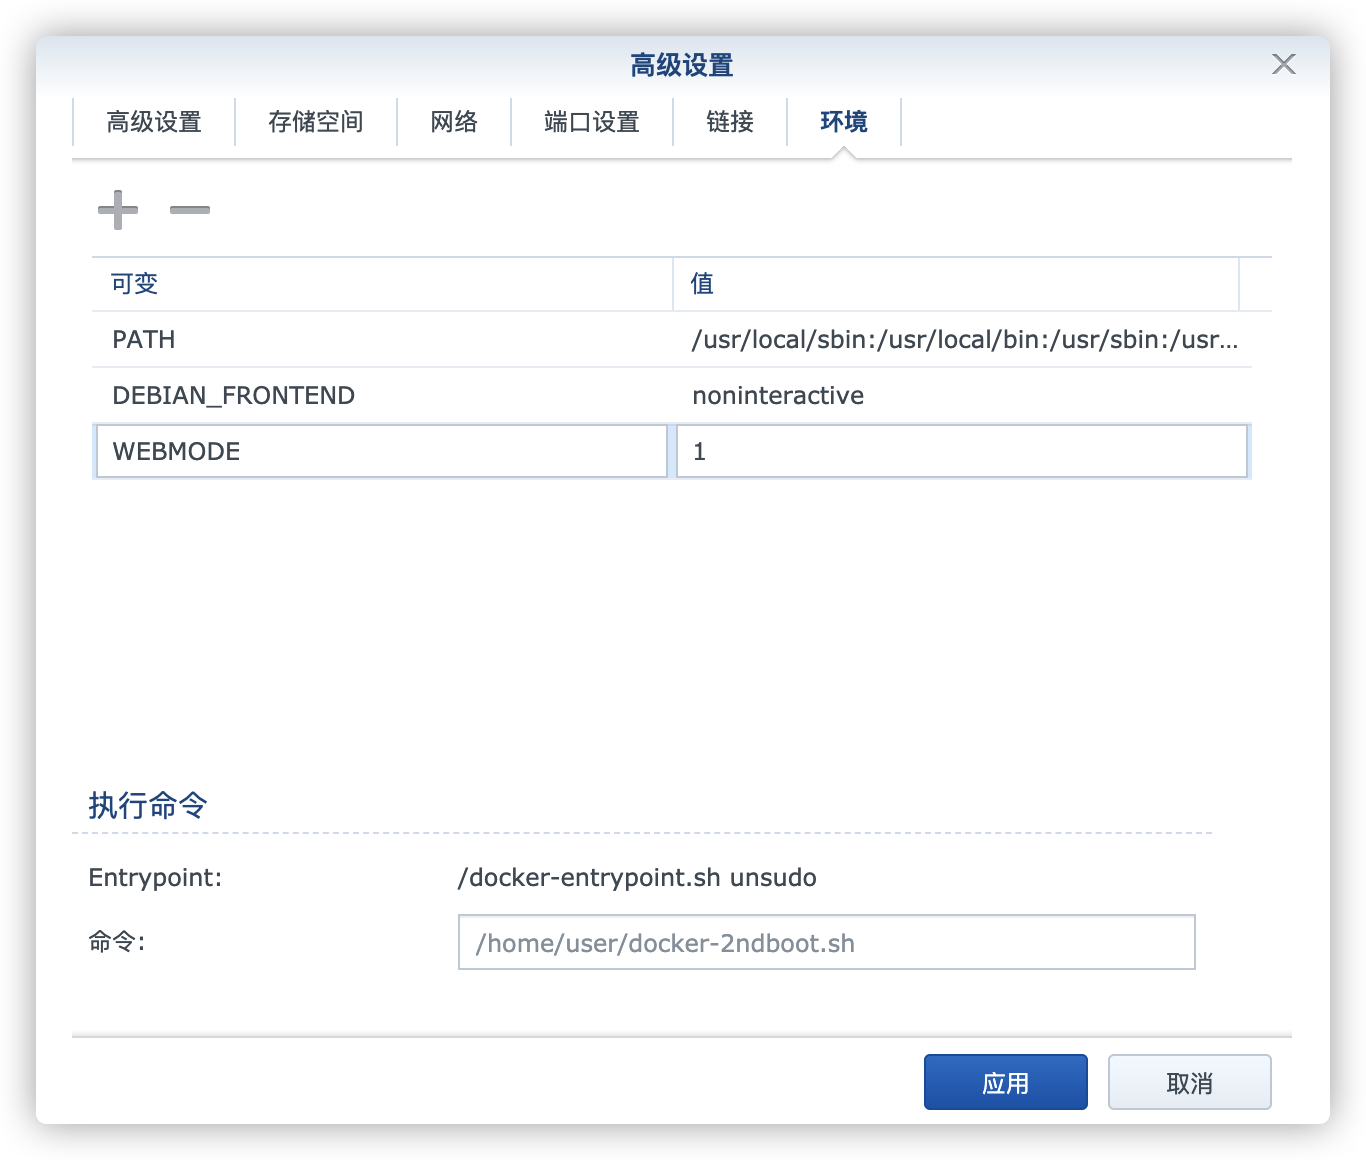 高级设置
高级设置 存储空间 网络 端口设置 链接 环境
可变 值
PATH /usr/local/sbin:/usr/local/bin:/usr/sbin:/usr...
DEBIAN_FRONTEND noninteractive
WEBMODE 1
执行命令
Entrypoint: /docker-entrypoint.sh unsudo
命令: /home/user/docker-2ndboot.sh
应用 取消